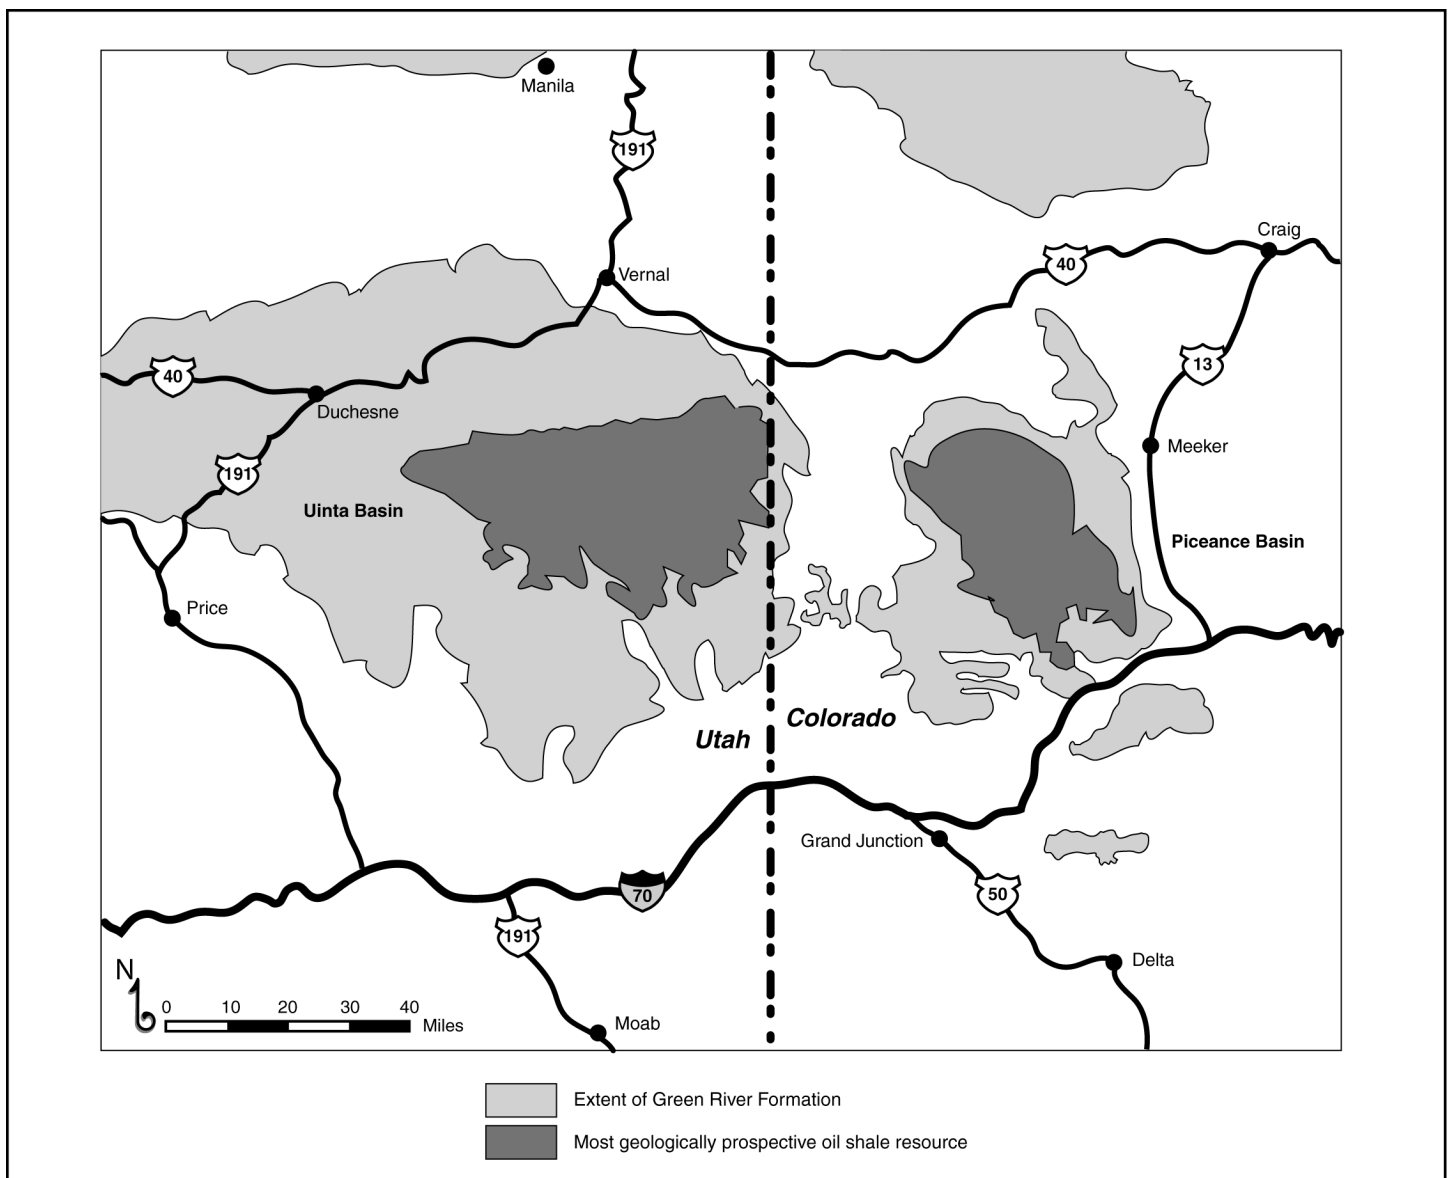 Manila
191
Craig
40
Vernal
13
40
Duchesne
Meeker
191
Uinta Basin
Piceance Basin
Price
Colorado
Utah
Grand Junction
70
50
191
Delta
N
0 10 20 30 40
Miles
Moab
Extent of Green River Formation
Most geologically prospective oil shale resource